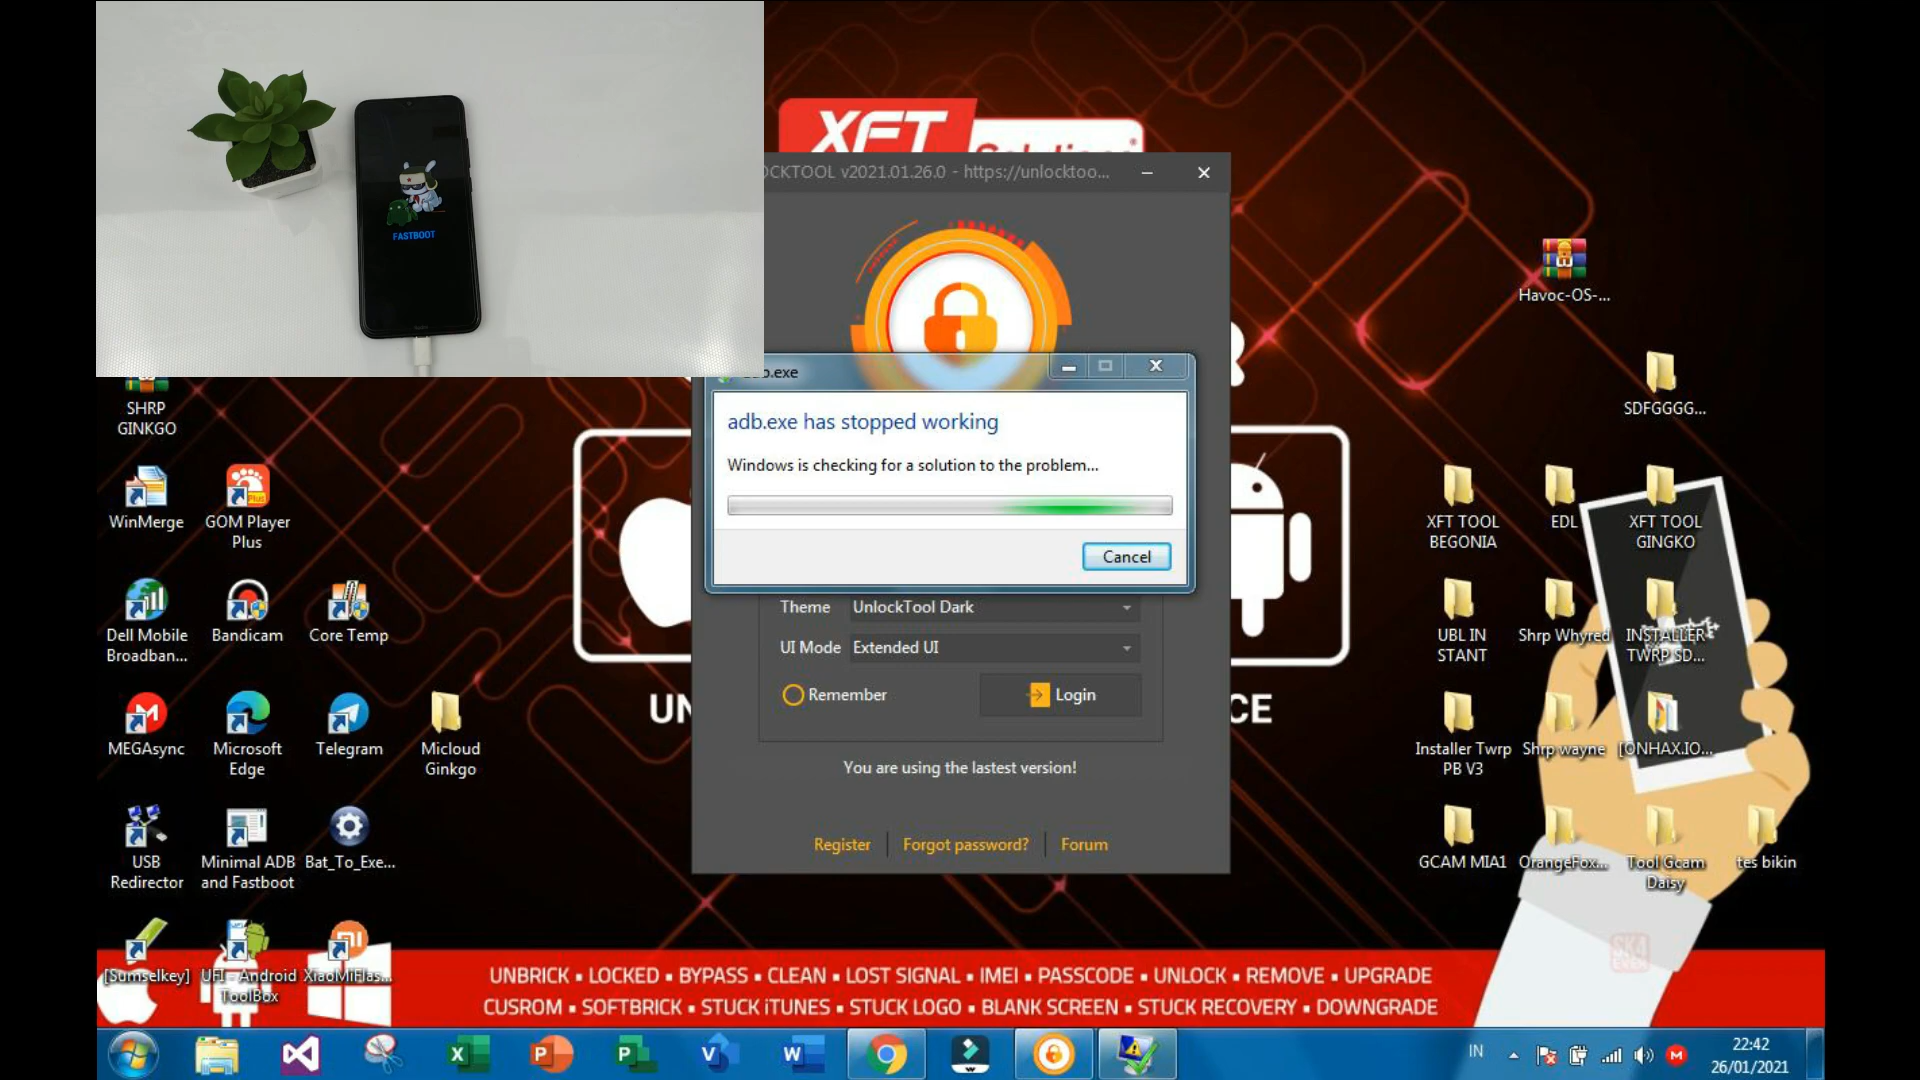 FASTBOOT
XFT
Solutions
OCKTOOL v2021.01.26.0 - https://unlocktoo...
Havoc-OS-...
SDFGGGG...
adb.exe has stopped working
Windows is checking for a solution to the problem...
Cancel
SHRP
GINKGO
WinMerge
GOM Player
Plus
XFT TOOL
BEGONIA
EDL
XFT TOOL
GINGKO
Theme UnlockTool Dark
UI Mode Extended UI
Remember
Login
Dell Mobile
Broadban...
Bandicam
Core Temp
UBL IN
STANT
Shrp Whyred
INSTALLER
TWRP SD...
UN
CE
MEGAsync
Microsoft
Edge
Telegram
Micloud
Ginkgo
Installer Twrp
PB V3
Shrp wayne
[ONHAX.IO...
You are using the lastest version!
Register
Forgot password?
Forum
USB
Redirector
Minimal ADB
and Fastboot
Bat_To_Exe...
GCAM MIA1
OrangeFox...
Tool Gcam
Daisy
tes bikin
[Sumselkey]
UFI - Android
ToolBox
XiaoMiFlas...
UNBRICK ▪ LOCKED ▪ BYPASS ▪ CLEAN ▪ LOST SIGNAL ▪ IMEI ▪ PASSCODE ▪ UNLOCK ▪ REMOVE ▪ UPGRADE
CUSROM ▪ SOFTBRICK ▪ STUCK iTUNES ▪ STUCK LOGO ▪ BLANK SCREEN ▪ STUCK RECOVERY ▪ DOWNGRADE
IN
22:42
26/01/2021